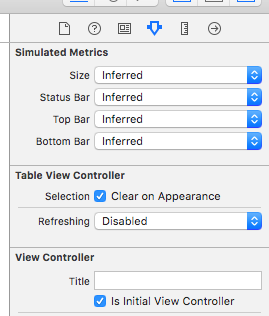 Simulated Metrics
Size Inferred
Status Bar Inferred
Top Bar Inferred
Bottom Bar Inferred
Table View Controller
Selection Clear on Appearance
Refreshing Disabled
View Controller
Title
Is Initial View Controller